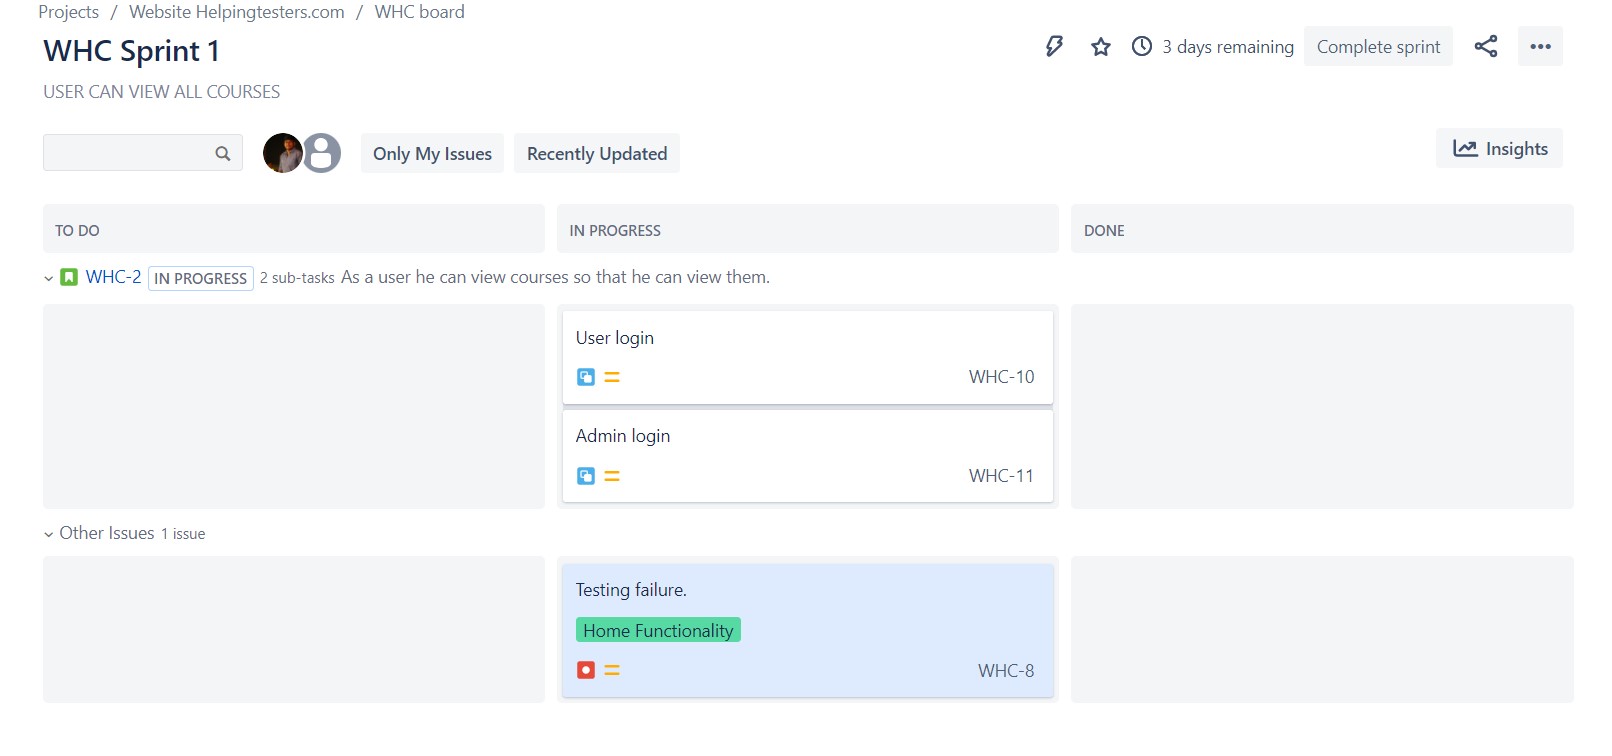 Projects / Website Helpingtesters.com / WHC board
WHC Sprint 1
3 days remaining
Complete sprint
USER CAN VIEW ALL COURSES
Only My Issues
Recently Updated
Insights
TO DO
IN PROGRESS
DONE
WHC-2 IN PROGRESS 2 sub-tasks As a user he can view courses so that he can view them.
User login
WHC-10
Admin login
WHC-11
Other Issues 1 issue
Testing failure.
Home Functionality
WHC-8